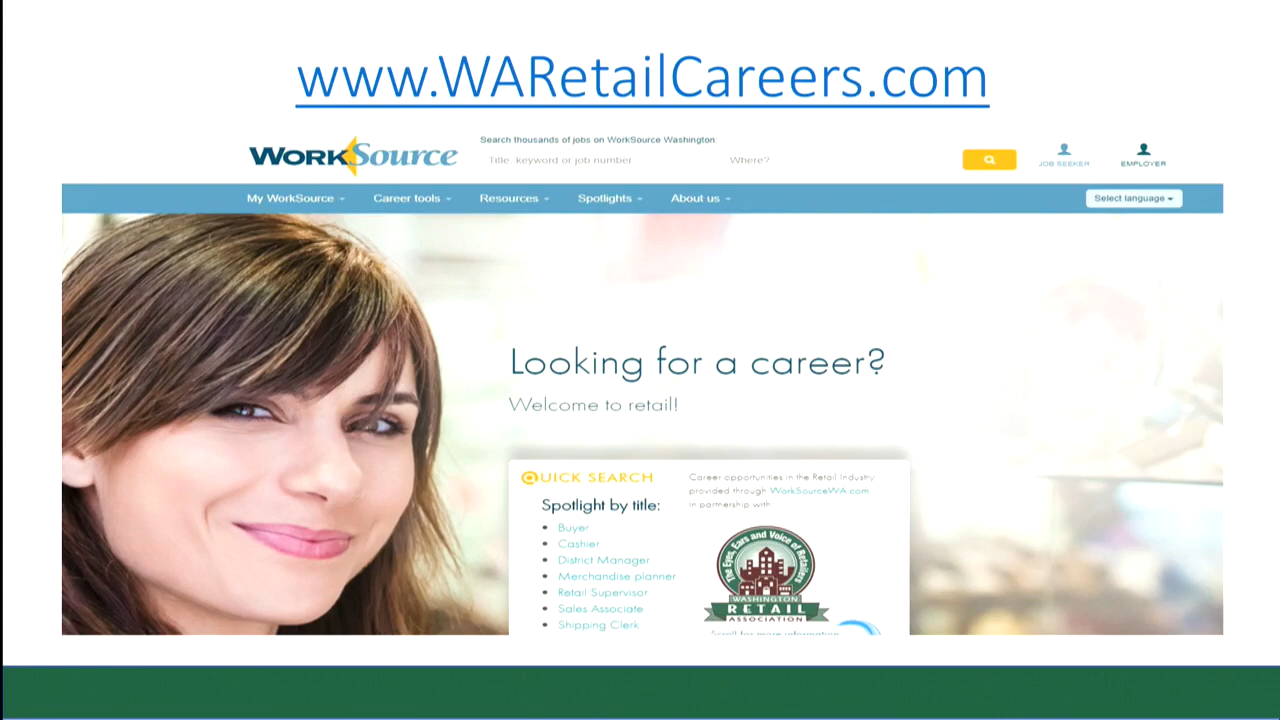 www.WARetailCareers.com
Search thousands of jobs on WorkSource Washington:
WORKSource
Title, keyword or job number
Where?
JOB SEEKER
EMPLOYER
My WorkSource
Career tools
Resources
Spotlights
About us
Select language
Looking for a career?
Welcome to retail!
QUICK SEARCH
Spotlight by title:
Buyer
Cashier
District Manager
Merchandise planner
Retail Supervisor
Sales Associate
Shipping Clerk
Career opportunities in the Retail Industry
provided through WorkSourceWA.com
in partnership with
The Eyes, Ears and Voice of Retailers
WASHINGTON
RETAIL
ASSOCIATION
Scroll for more information